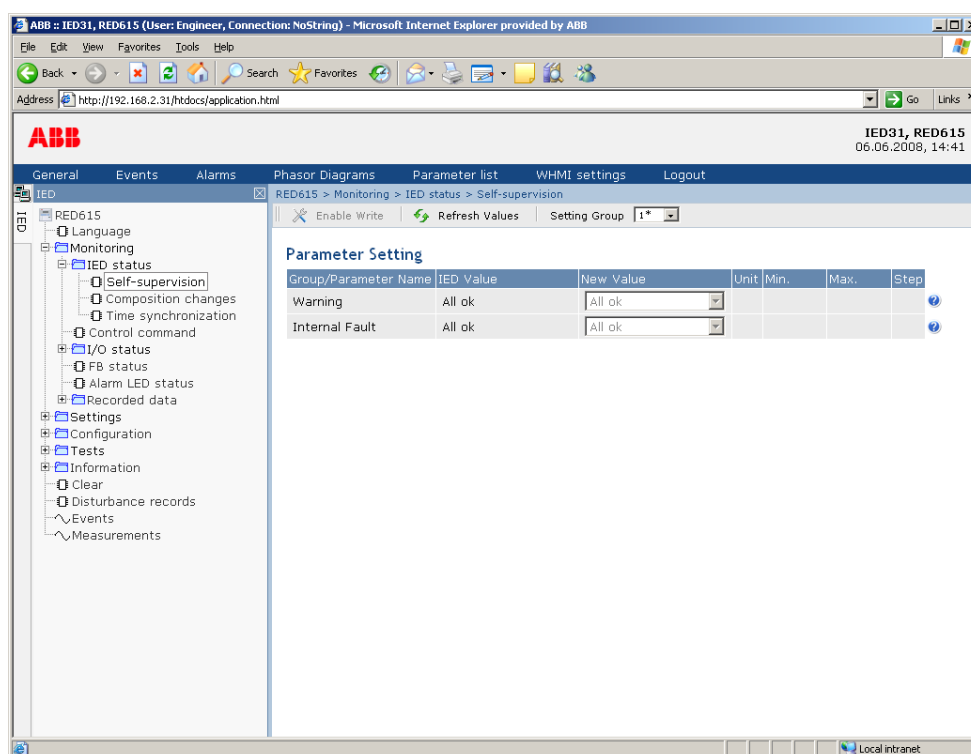 ABB :: IED31, RED615 (User: Engineer, Connection: NoString) - Microsoft Internet Explorer provided by ABB
File Edit View Favorites Tools Help
Back Search Favorites
Address http://192.168.2.31/htdocs/application.html Go Links
ABB
IED31, RED615
06.06.2008, 14:41
General Events Alarms Phasor Diagrams Parameter list WHMI settings Logout
IED
IED
RED615
Language
Monitoring
IED status
Self-supervision
Composition changes
Time synchronization
Control command
I/O status
FB status
Alarm LED status
Recorded data
Settings
Configuration
Tests
Information
Clear
Disturbance records
Events
Measurements
RED615 > Monitoring > IED status > Self-supervision
Enable Write Refresh Values Setting Group 1*
Parameter Setting
Group/Parameter Name IED Value New Value Unit Min. Max. Step
Warning All ok All ok
Internal Fault All ok All ok
Local intranet